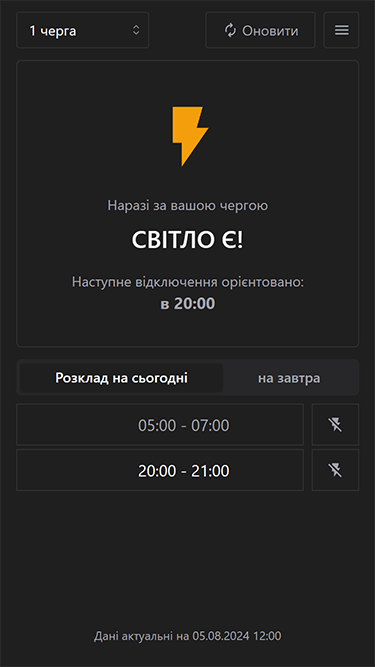 1 черга
Оновити
Наразі за вашою чергою
СВІТЛО Є!
Наступне відключення орієнтовано:
в 20:00
Розклад на сьогодні
на завтра
05:00 - 07:00
20:00 - 21:00
Дані актуальні на 05.08.2024 12:00